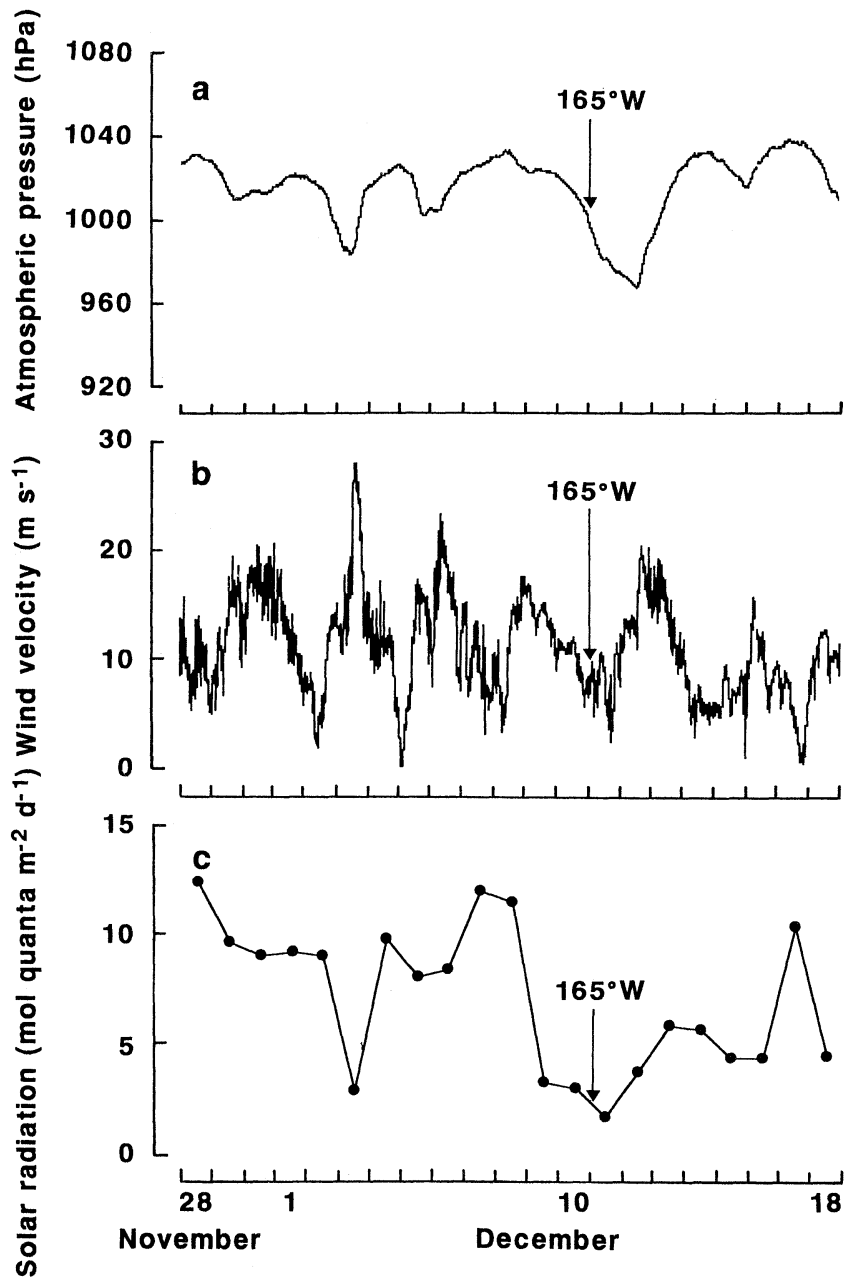 Atmospheric pressure (hPa)
1080
1040
1000
960
920
a
165°W
Wind velocity (m s-1)
30
20
10
0
b
165°W
Solar radiation (mol quanta m-2 d-1)
15
10
5
0
c
165°W
28 1 10 18
November December